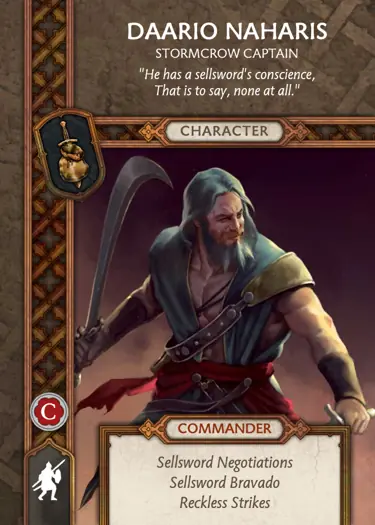 DAARIO NAHARIS
STORMCROW CAPTAIN
"He has a sellsword's conscience,
That is to say, none at all."
CHARACTER
C
COMMANDER
Sellsword Negotiations
Sellsword Bravado
Reckless Strikes